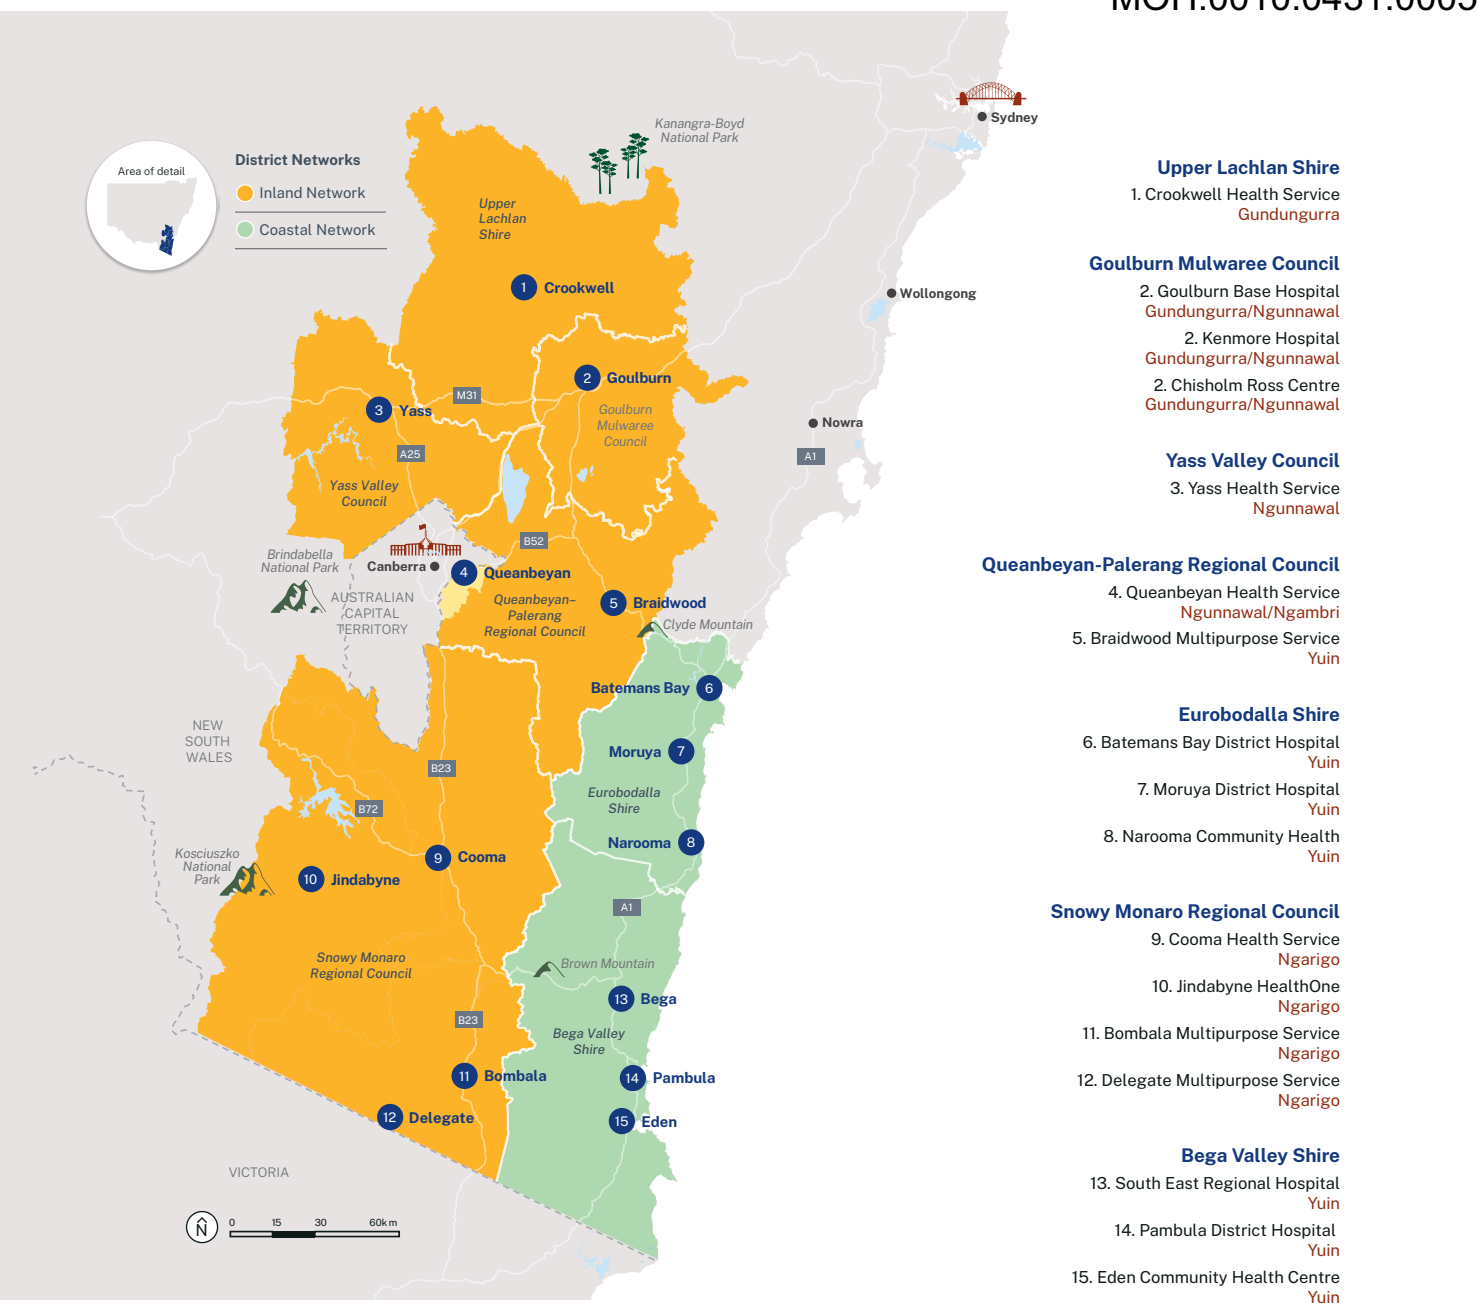 MOH.0010.0431.0005
Kanangra-Boyd
National Park
Sydney
Area of detail
District Networks
Inland Network
Coastal Network
Upper
Lachlan
Shire
1 Crookwell
Wollongong
2 Goulburn
M31
3 Yass
Goulburn
Mulwaree
Council
Nowra
A25
A1
Yass Valley
Council
B52
Brindabella
National Park
Canberra
4 Queanbeyan
AUSTRALIAN
CAPITAL
TERRITORY
Queanbeyan–
Palerang
Regional Council
5 Braidwood
Clyde Mountain
Batemans Bay 6
NEW
SOUTH
WALES
Moruya 7
B23
Eurobodalla
Shire
B72
Narooma 8
Kosciuszko
National
Park
9 Cooma
10 Jindabyne
A1
Snowy Monaro
Regional Council
Brown Mountain
13 Bega
B23
Bega Valley
Shire
11 Bombala
14 Pambula
12 Delegate
15 Eden
VICTORIA
N
0 15 30 60km
Upper Lachlan Shire
1. Crookwell Health Service
Gundungurra
Goulburn Mulwaree Council
2. Goulburn Base Hospital
Gundungurra/Ngunnawal
2. Kenmore Hospital
Gundungurra/Ngunnawal
2. Chisholm Ross Centre
Gundungurra/Ngunnawal
Yass Valley Council
3. Yass Health Service
Ngunnawal
Queanbeyan-Palerang Regional Council
4. Queanbeyan Health Service
Ngunnawal/Ngambri
5. Braidwood Multipurpose Service
Yuin
Eurobodalla Shire
6. Batemans Bay District Hospital
Yuin
7. Moruya District Hospital
Yuin
8. Narooma Community Health
Yuin
Snowy Monaro Regional Council
9. Cooma Health Service
Ngarigo
10. Jindabyne HealthOne
Ngarigo
11. Bombala Multipurpose Service
Ngarigo
12. Delegate Multipurpose Service
Ngarigo
Bega Valley Shire
13. South East Regional Hospital
Yuin
14. Pambula District Hospital
Yuin
15. Eden Community Health Centre
Yuin